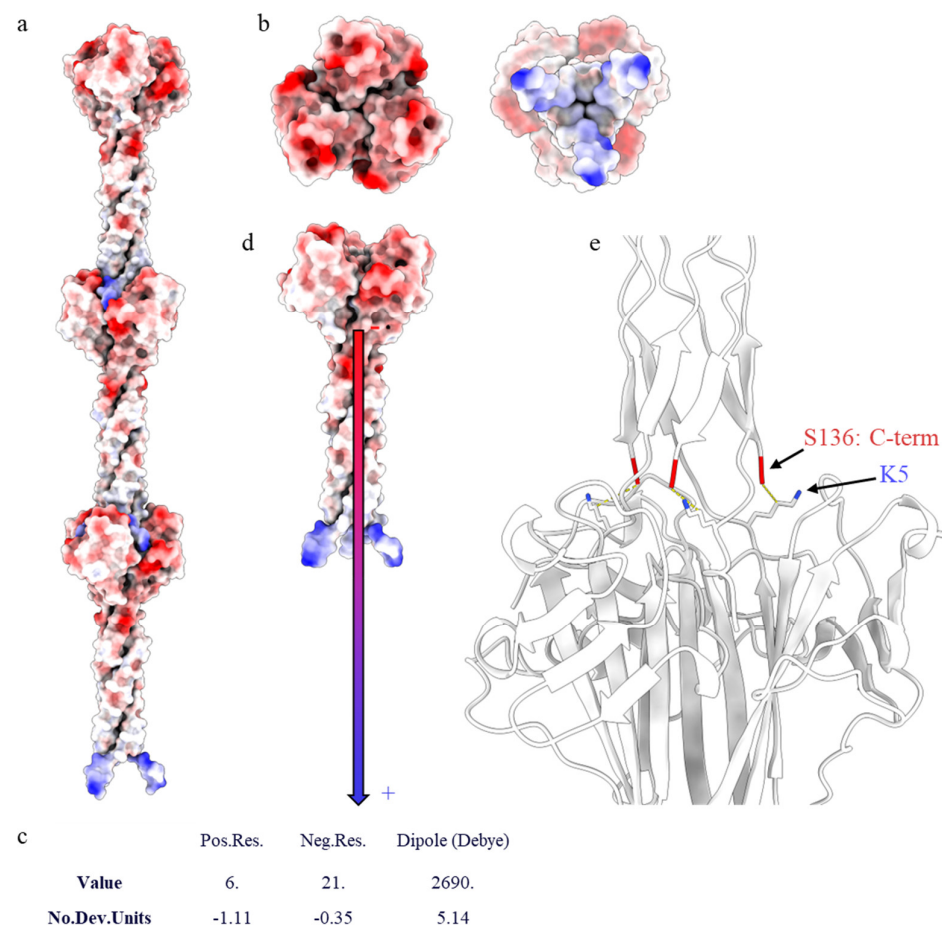 a
b
d
e
-
S136: C-term
K5
+
c
Pos.Res. Neg.Res. Dipole (Debye)
Value 6. 21. 2690.
No.Dev.Units -1.11 -0.35 5.14